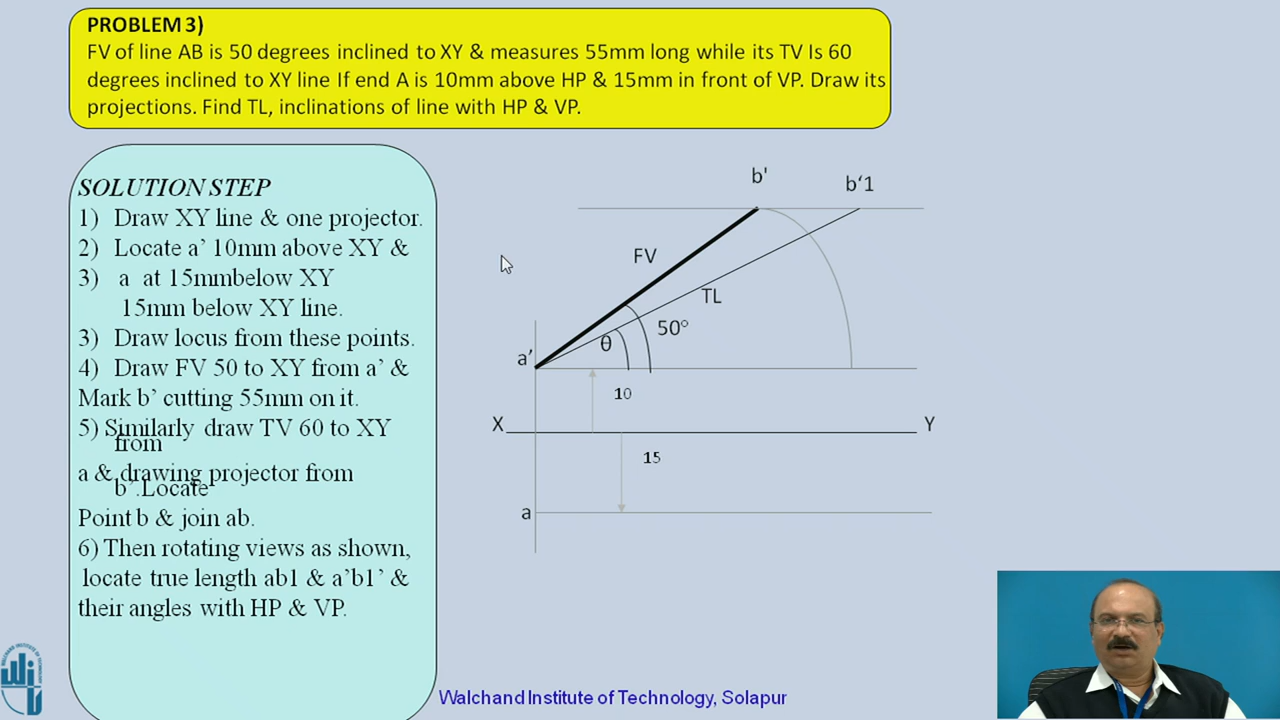 PROBLEM 3)
FV of line AB is 50 degrees inclined to XY & measures 55mm long while its TV Is 60
degrees inclined to XY line If end A is 10mm above HP & 15mm in front of VP. Draw its
projections. Find TL, inclinations of line with HP & VP.
SOLUTION STEP
1) Draw XY line & one projector.
2) Locate a’ 10mm above XY &
3) a at 15mmbelow XY
15mm below XY line.
3) Draw locus from these points.
4) Draw FV 50 to XY from a’ &
Mark b’ cutting 55mm on it.
5) Similarly draw TV 60 to XY
from
a & drawing projector from
b’.Locate
Point b & join ab.
6) Then rotating views as shown,
locate true length ab1 & a’b1’ &
their angles with HP & VP.
b'
b‘1
FV
TL
50°
θ
a’
10
X
Y
15
a
Walchand Institute of Technology, Solapur